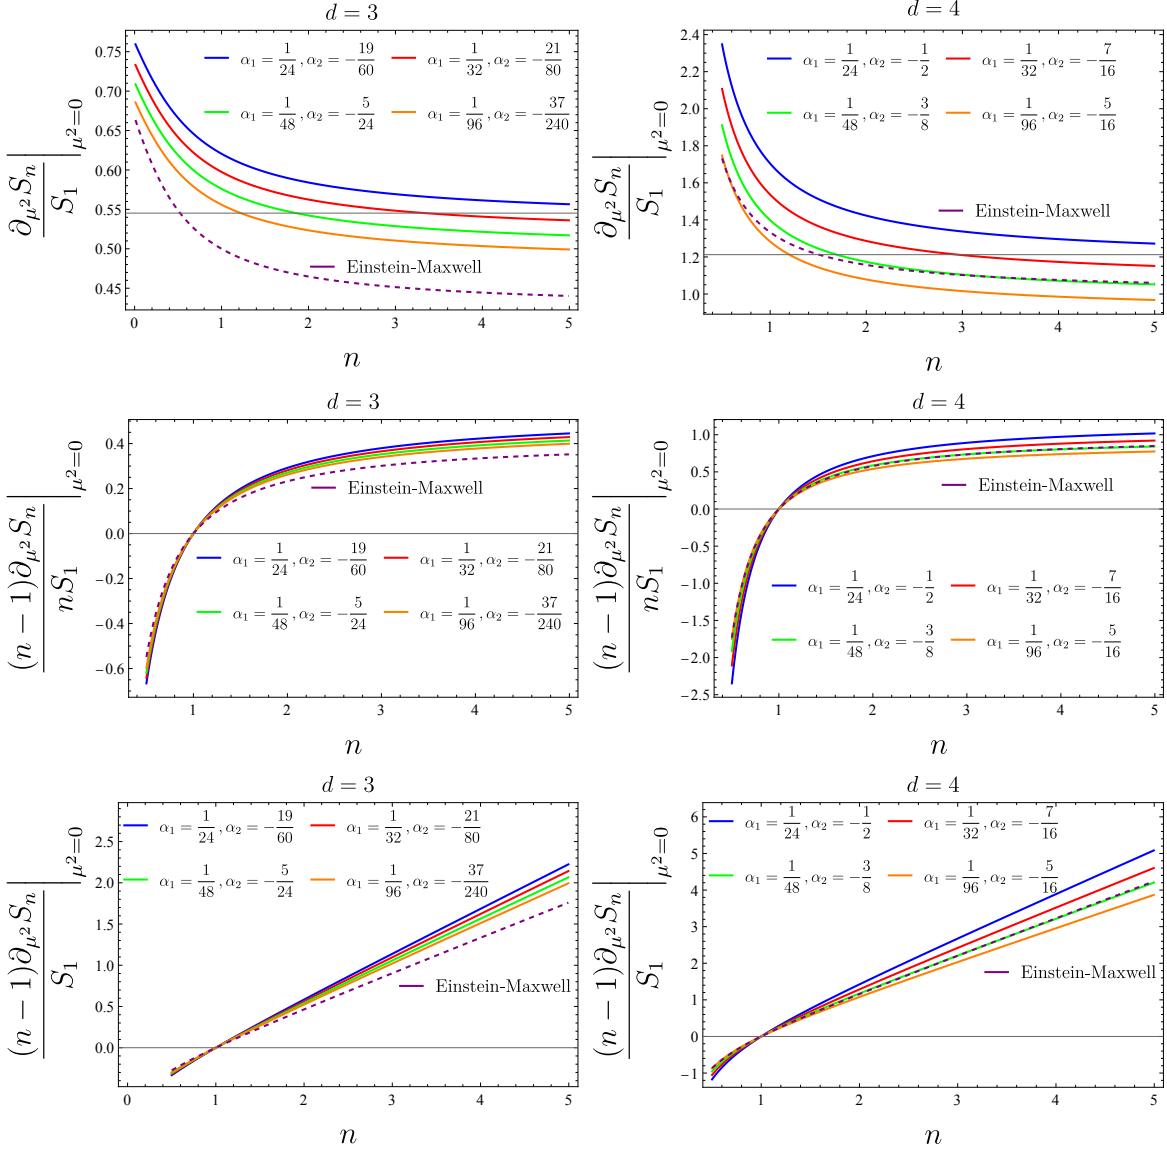 d = 3
∂_{μ²}S_n / S_1 |_{μ²=0}
α₁ = 1/24, α₂ = −19/60
α₁ = 1/32, α₂ = −21/80
α₁ = 1/48, α₂ = −5/24
α₁ = 1/96, α₂ = −37/240
Einstein-Maxwell
0.75
0.70
0.65
0.60
0.55
0.50
0.45
0 1 2 3 4 5
n
d = 4
∂_{μ²}S_n / S_1 |_{μ²=0}
α₁ = 1/24, α₂ = −1/2
α₁ = 1/32, α₂ = −7/16
α₁ = 1/48, α₂ = −3/8
α₁ = 1/96, α₂ = −5/16
Einstein-Maxwell
2.4
2.2
2.0
1.8
1.6
1.4
1.2
1.0
1 2 3 4 5
n
d = 3
(n − 1)∂_{μ²}S_n / nS_1 |_{μ²=0}
Einstein-Maxwell
α₁ = 1/24, α₂ = −19/60
α₁ = 1/32, α₂ = −21/80
α₁ = 1/48, α₂ = −5/24
α₁ = 1/96, α₂ = −37/240
0.4
0.2
0.0
−0.2
−0.4
−0.6
1 2 3 4 5
n
d = 4
(n − 1)∂_{μ²}S_n / nS_1 |_{μ²=0}
Einstein-Maxwell
α₁ = 1/24, α₂ = −1/2
α₁ = 1/32, α₂ = −7/16
α₁ = 1/48, α₂ = −3/8
α₁ = 1/96, α₂ = −5/16
1.0
0.5
0.0
−0.5
−1.0
−1.5
−2.0
−2.5
1 2 3 4 5
n
d = 3
(n − 1)∂_{μ²}S_n / S_1 |_{μ²=0}
α₁ = 1/24, α₂ = −19/60
α₁ = 1/32, α₂ = −21/80
α₁ = 1/48, α₂ = −5/24
α₁ = 1/96, α₂ = −37/240
Einstein-Maxwell
2.5
2.0
1.5
1.0
0.5
0.0
0 1 2 3 4 5
n
d = 4
(n − 1)∂_{μ²}S_n / S_1 |_{μ²=0}
α₁ = 1/24, α₂ = −1/2
α₁ = 1/32, α₂ = −7/16
α₁ = 1/48, α₂ = −3/8
α₁ = 1/96, α₂ = −5/16
Einstein-Maxwell
6
5
4
3
2
1
0
−1
1 2 3 4 5
n